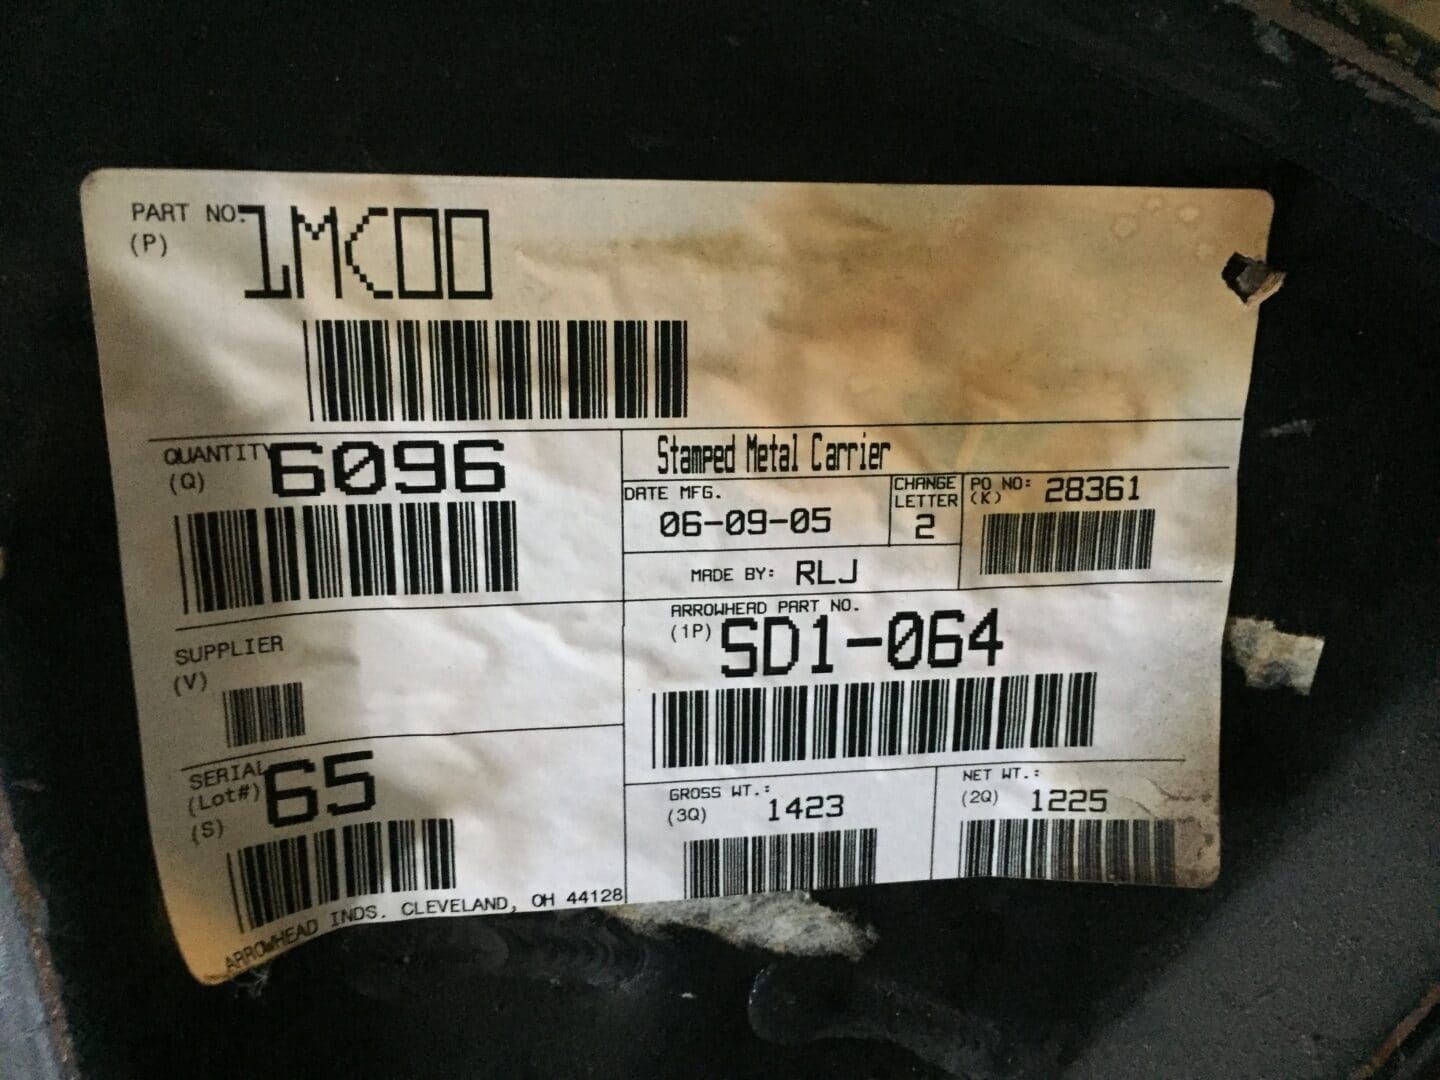 PART NO.
(P)
1MC00
QUANTITY
(Q)
6096
Stamped Metal Carrier
DATE MFG.
06-09-05
CHANGE
LETTER
2
PO NO:
(K)
28361
MADE BY: RLJ
SUPPLIER
(V)
ARROWHEAD PART NO.
(1P) SD1-064
SERIAL
(Lot#)
(S)
65
GROSS WT.:
(3Q) 1423
NET WT.:
(2Q) 1225
ARROWHEAD INDS. CLEVELAND, OH 44128